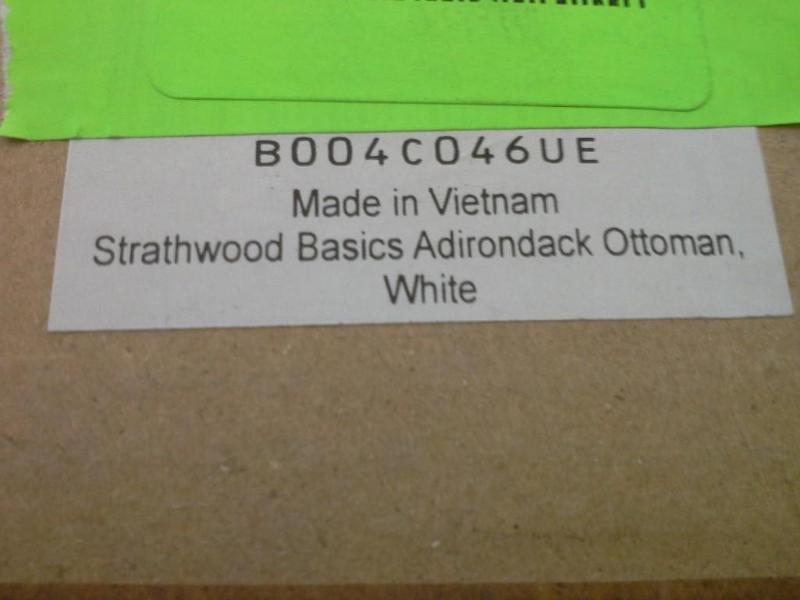 B004C046UE
Made in Vietnam
Strathwood Basics Adirondack Ottoman,
White